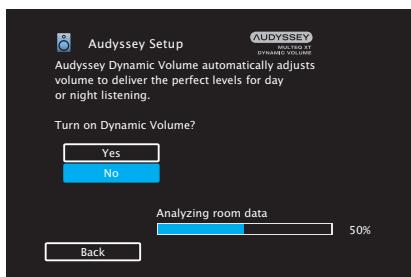 Audyssey Setup
AUDYSSEY
MULTEQ XT
DYNAMIC VOLUME
Audyssey Dynamic Volume automatically adjusts
volume to deliver the perfect levels for day
or night listening.
Turn on Dynamic Volume?
Yes
No
Analyzing room data
50%
Back